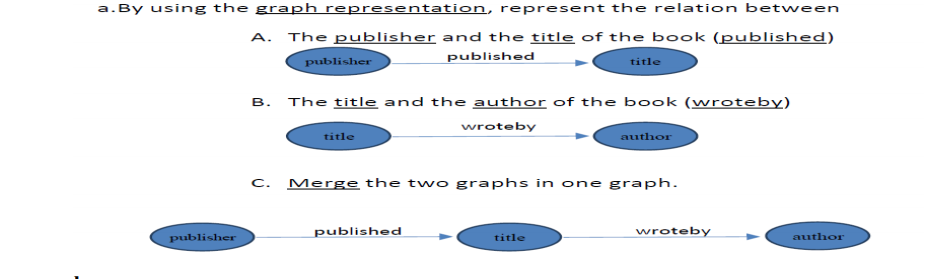 a.By using the graph representation, represent the relation between
A. The publisher and the title of the book (published)
publisher published title
B. The title and the author of the book (wroteby)
title wroteby author
C. Merge the two graphs in one graph.
publisher published title wroteby author